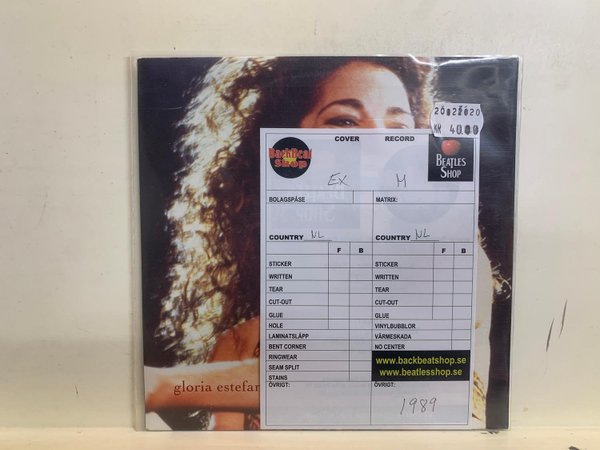 20022020
KR 40.00
COVER RECORD
BackBeat Shop
BEATLES SHOP
EX M
BOLAGSPÅSE MATRIX:
COUNTRY NL COUNTRY NL
F B F B
STICKER STICKER
WRITTEN WRITTEN
TEAR TEAR
CUT-OUT CUT-OUT
GLUE GLUE
HOLE VINYLBUBBLOR
LAMINATSLÄPP VÄRMESKADA
BENT CORNER NO CENTER
RINGWEAR
SEAM SPLIT
STAINS
www.backbeatshop.se
www.beatlesshop.se
ÖVRIGT: ÖVRIGT:
1989
gloria estefan